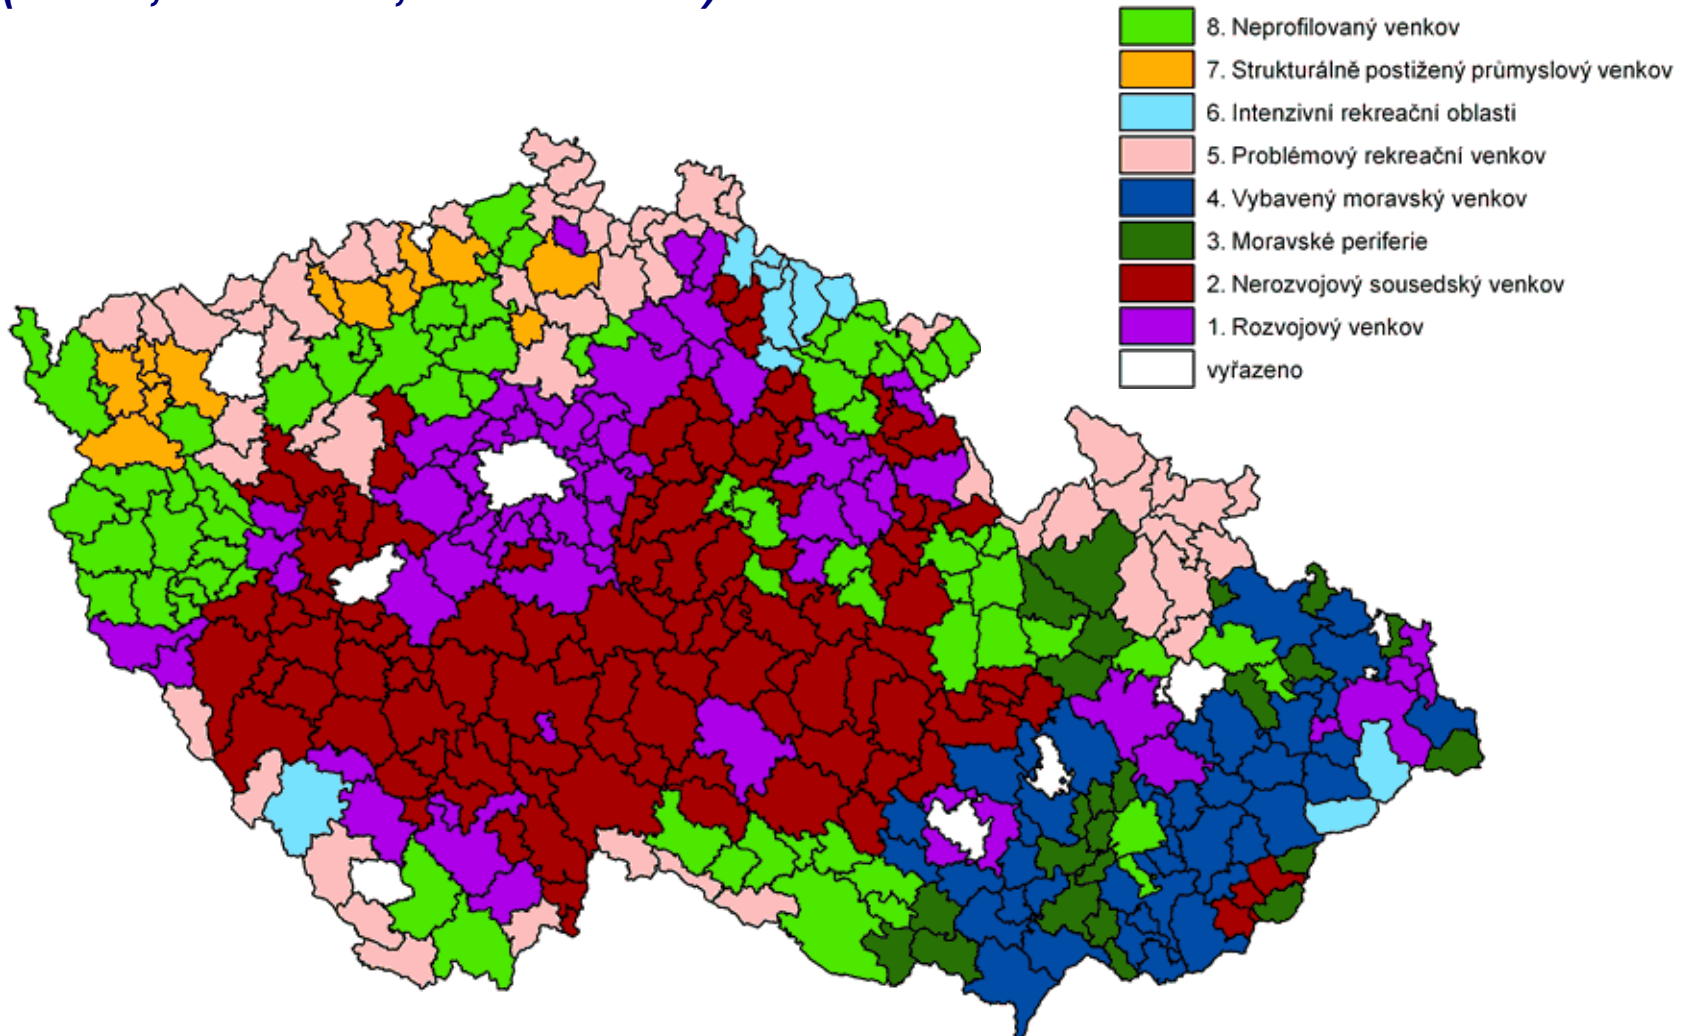 8. Neprofilovaný venkov
7. Strukturálně postižený průmyslový venkov
6. Intenzivní rekreační oblasti
5. Problémový rekreační venkov
4. Vybavený moravský venkov
3. Moravské periferie
2. Nerozvojový sousedský venkov
1. Rozvojový venkov
vyřazeno